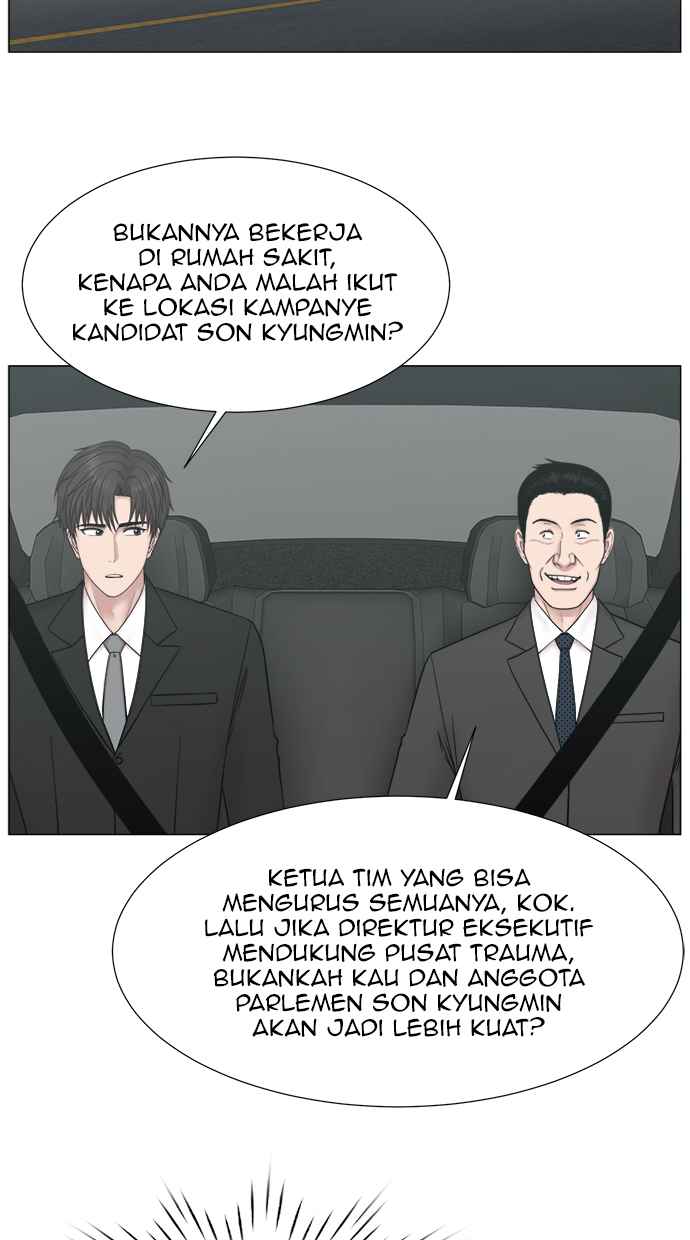 BUKANNYA BEKERJA
DI RUMAH SAKIT,
KENAPA ANDA MALAH IKUT
KE LOKASI KAMPANYE
KANDIDAT SON KYUNGMIN?
KETUA TIM YANG BISA
MENGURUS SEMUANYA, KOK.
LALU JIKA DIREKTUR EKSEKUTIF
MENDUKUNG PUSAT TRAUMA,
BUKANKAH KAU DAN ANGGOTA
PARLEMEN SON KYUNGMIN
AKAN JADI LEBIH KUAT?